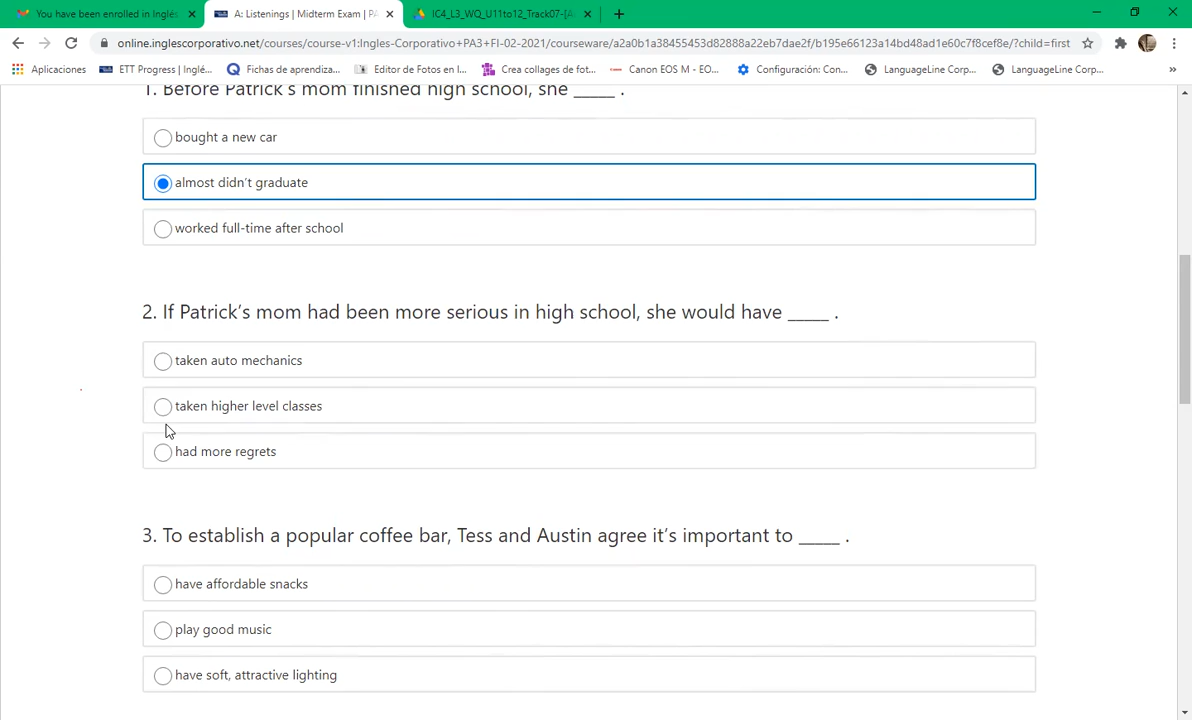 You have been enrolled in Inglés
A: Listenings | Midterm Exam | PA
IC4_L3_WQ_U11to12_Track07-[A
online.inglescorporativo.net/courses/course-v1:Ingles-Corporativo+PA3+FI-02-2021/courseware/a2a0b1a38455453d82888a22eb7dae2f/b195e66123a14bd48ad1e60c7f8cef8e/?child=first
Aplicaciones
ETT Progress | Inglé...
Fichas de aprendiza...
Editor de Fotos en l...
Crea collages de fot...
Canon EOS M - EO...
Configuración: Con...
LanguageLine Corp...
LanguageLine Corp...
1. Before Patrick's mom finished high school, she _____ .
bought a new car
almost didn't graduate
worked full-time after school
2. If Patrick's mom had been more serious in high school, she would have _____ .
taken auto mechanics
taken higher level classes
had more regrets
3. To establish a popular coffee bar, Tess and Austin agree it's important to _____ .
have affordable snacks
play good music
have soft, attractive lighting